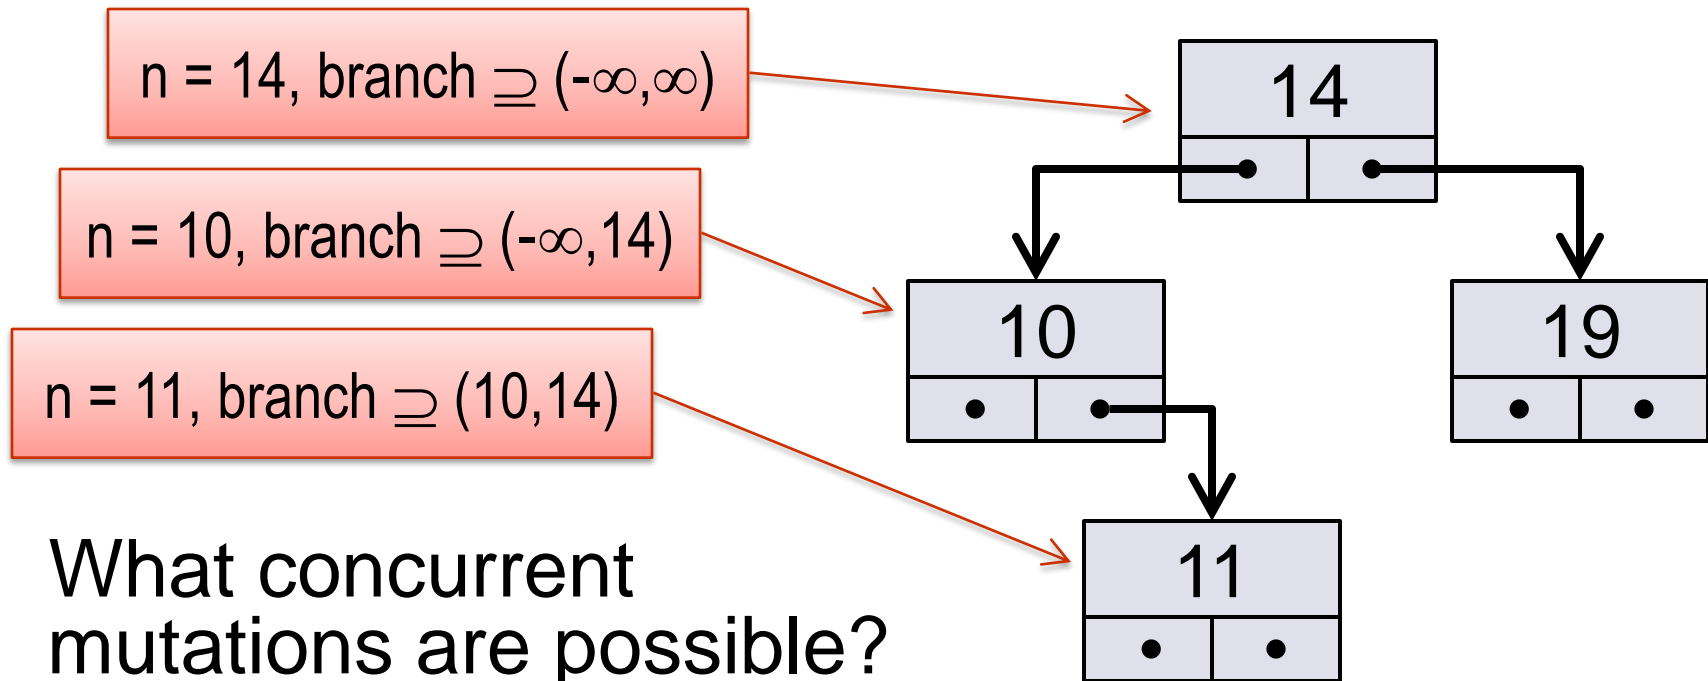 n = 14, branch ⊇ (-∞,∞)
14
n = 10, branch ⊇ (-∞,14)
10
19
n = 11, branch ⊇ (10,14)
11
What concurrent
mutations are possible?